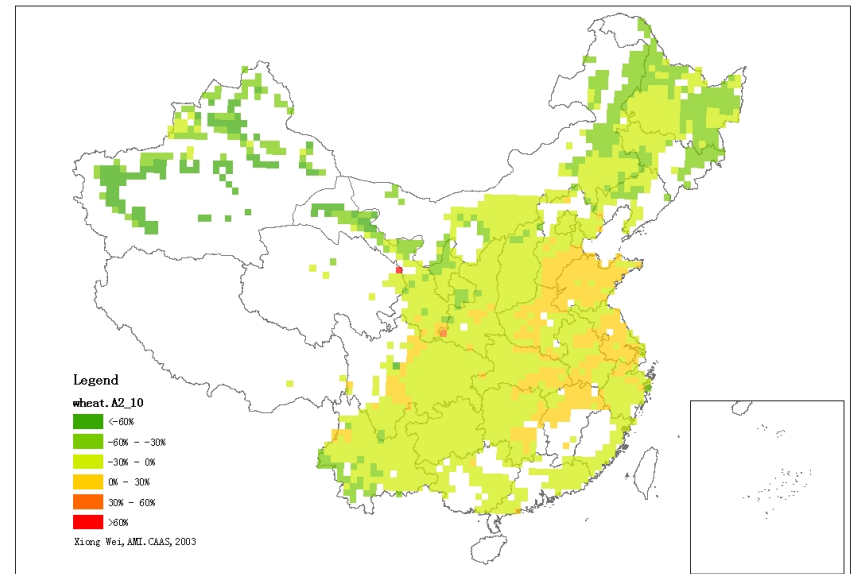 Legend
wheat.A2_10
<-60%
-60% - -30%
-30% - 0%
0% - 30%
30% - 60%
>60%
Xiong Wei,AMI.CAAS,2003